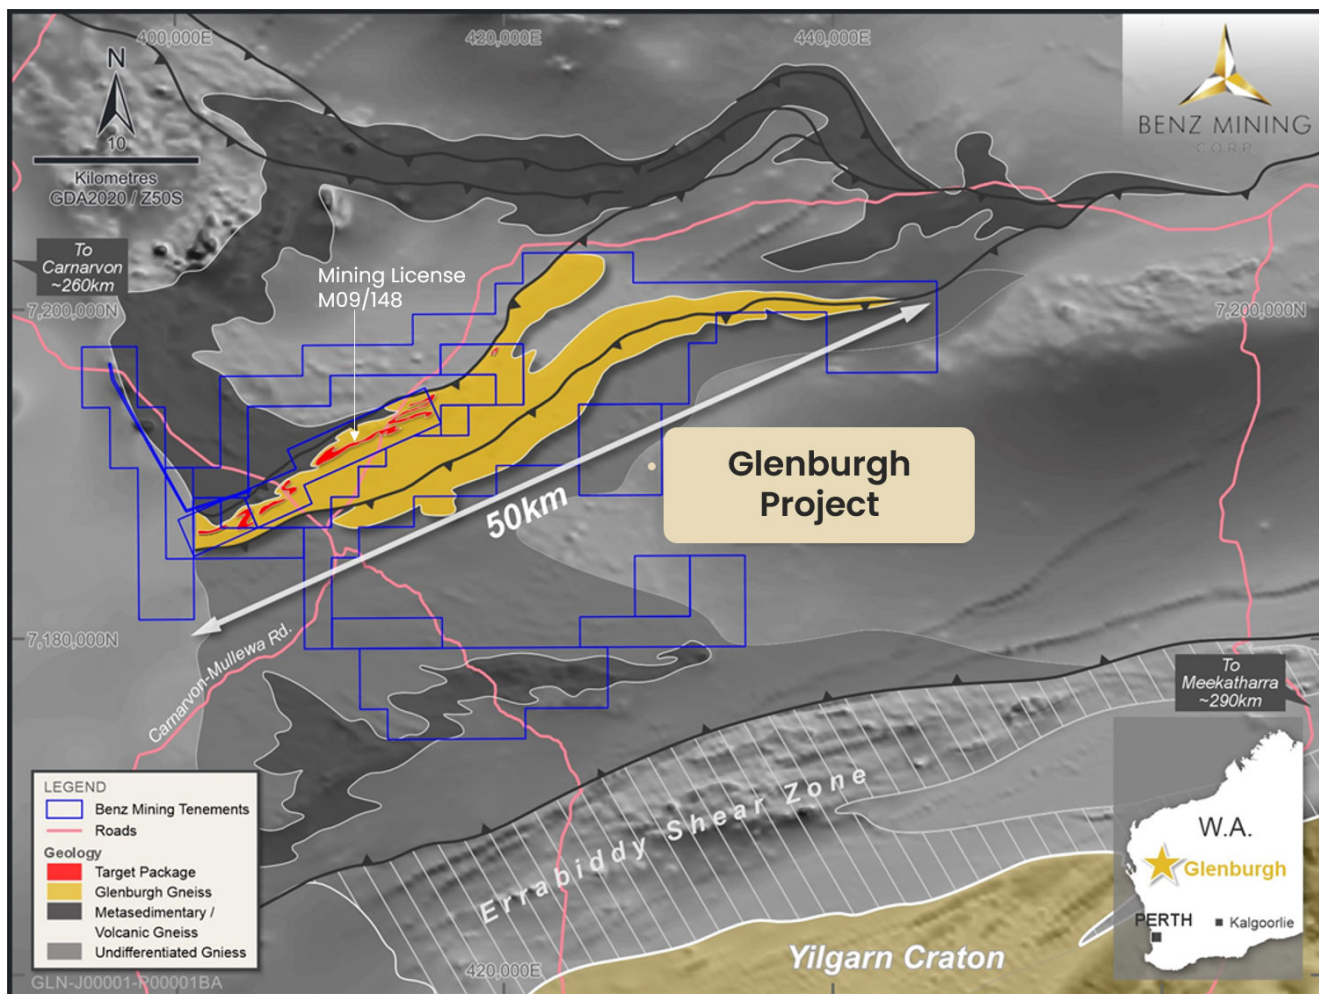 400,000E
420,000E
440,000E
N
10
Kilometres
GDA2020 / Z50S
BENZ MINING
CORP
To
Carnarvon
~260km
Mining License
M09/148
7,200,000N
7,200,000N
Glenburgh
Project
50km
7,180,000N
Carnarvon-Mullewa Rd.
To
Meekatharra
~290km
Errabiddy Shear Zone
LEGEND
Benz Mining Tenements
Roads
Geology
Target Package
Glenburgh Gneiss
Metasedimentary /
Volcanic Gneiss
Undifferentiated Gniess
W.A.
Glenburgh
PERTH
Kalgoorlie
Yilgarn Craton
420,000E
GLN-J00001-P00001BA